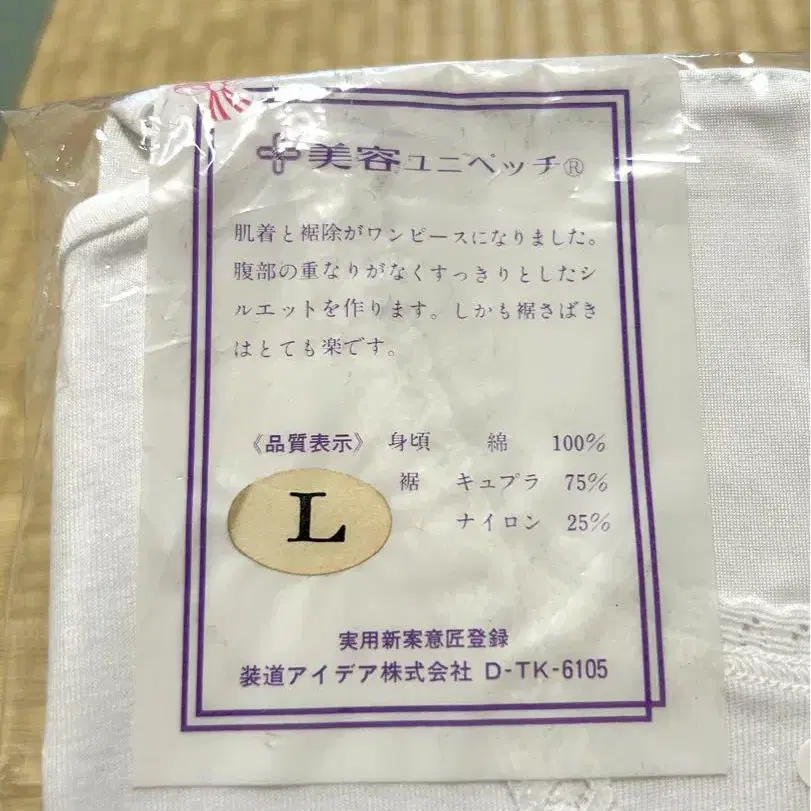 美容ユニペッチ®
肌着と裾除がワンピースになりました。
腹部の重なりがなくすっきりとしたシ
ルエットを作ります。しかも裾さばき
はとても楽です。
《品質表示》 身頃 綿 100%
裾 キュプラ 75%
L
ナイロン 25%
実用新案意匠登録
装道アイデア株式会社 D-TK-6105